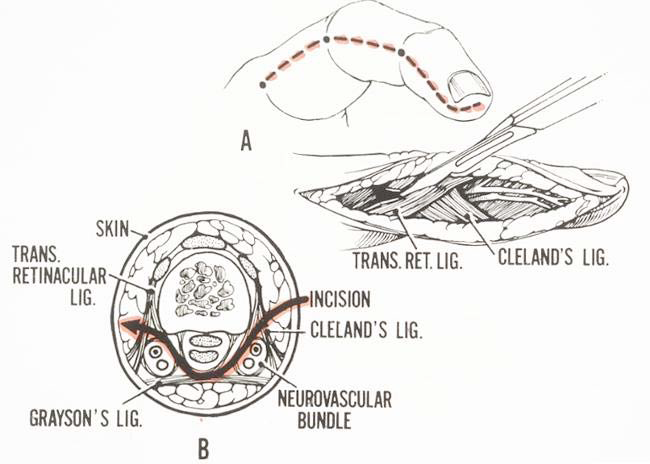 A
TRANS. RET. LIG.
CLELAND'S LIG.
SKIN
TRANS.
RETINACULAR
LIG.
INCISION
CLELAND'S LIG.
NEUROVASCULAR
BUNDLE
GRAYSON'S LIG.
B